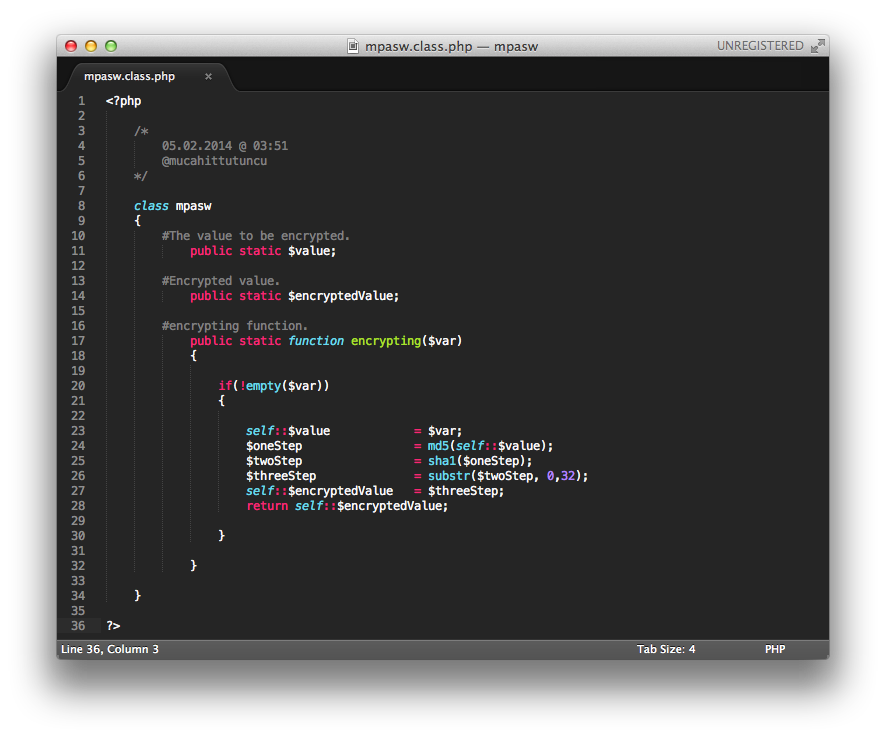 mpasw.class.php — mpasw
UNREGISTERED
mpasw.class.php ×
1 <?php
2
3 /*
4 05.02.2014 @ 03:51
5 @mucahittutuncu
6 */
7
8 class mpasw
9 {
10 #The value to be encrypted.
11 public static $value;
12
13 #Encrypted value.
14 public static $encryptedValue;
15
16 #encrypting function.
17 public static function encrypting($var)
18 {
19
20 if(!empty($var))
21 {
22
23 self::$value = $var;
24 $oneStep = md5(self::$value);
25 $twoStep = sha1($oneStep);
26 $threeStep = substr($twoStep, 0,32);
27 self::$encryptedValue = $threeStep;
28 return self::$encryptedValue;
29
30 }
31
32 }
33
34 }
35
36 ?>
Line 36, Column 3 Tab Size: 4 PHP